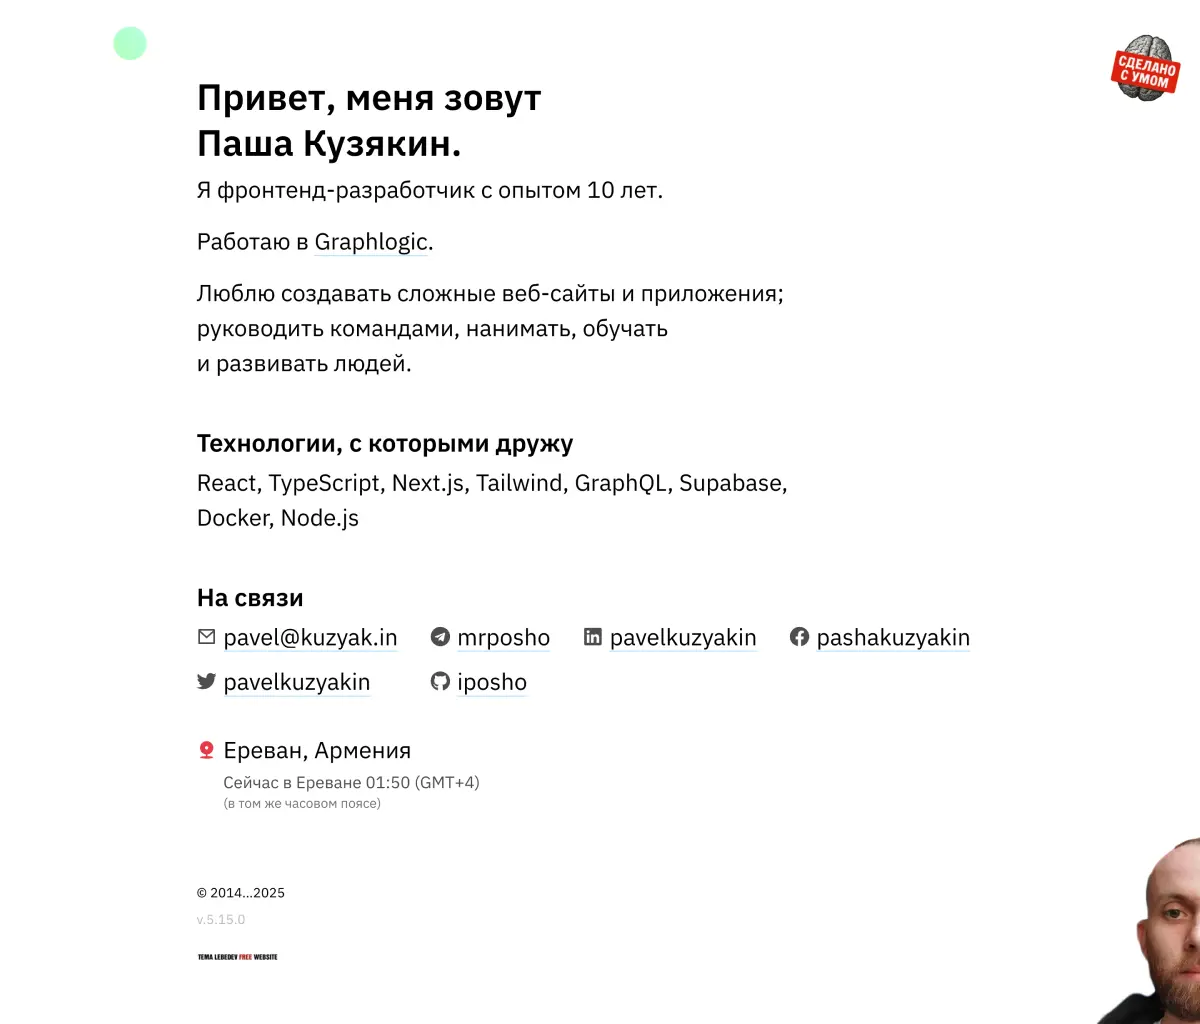 СДЕЛАНО
С УМОМ
Привет, меня зовут
Паша Кузякин.
Я фронтенд-разработчик с опытом 10 лет.
Работаю в Graphlogic.
Люблю создавать сложные веб-сайты и приложения;
руководить командами, нанимать, обучать
и развивать людей.
Технологии, с которыми дружу
React, TypeScript, Next.js, Tailwind, GraphQL, Supabase,
Docker, Node.js
На связи
pavel@kuzyak.in mrposho pavelkuzyakin pashakuzyakin
pavelkuzyakin iposho
Ереван, Армения
Сейчас в Ереване 01:50 (GMT+4)
(в том же часовом поясе)
© 2014...2025
v.5.15.0
TEMA LEBEDEV FREE WEBSITE